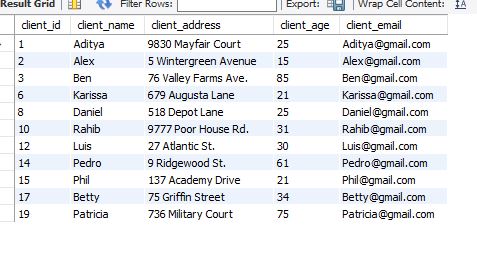 Result Grid Filter Rows: Export: Wrap Cell Content: IA
client_id client_name client_address client_age client_email
1 Aditya 9830 Mayfair Court 25 Aditya@gmail.com
2 Alex 5 Wintergreen Avenue 15 Alex@gmail.com
3 Ben 76 Valley Farms Ave. 85 Ben@gmail.com
6 Karissa 679 Augusta Lane 21 Karissa@gmail.com
8 Daniel 518 Depot Lane 25 Daniel@gmail.com
10 Rahib 9777 Poor House Rd. 31 Rahib@gmail.com
12 Luis 27 Atlantic St. 30 Luis@gmail.com
14 Pedro 9 Ridgewood St. 61 Pedro@gmail.com
15 Phil 137 Academy Drive 21 Phil@gmail.com
17 Betty 75 Griffin Street 34 Betty@gmail.com
19 Patricia 736 Military Court 75 Patricia@gmail.com